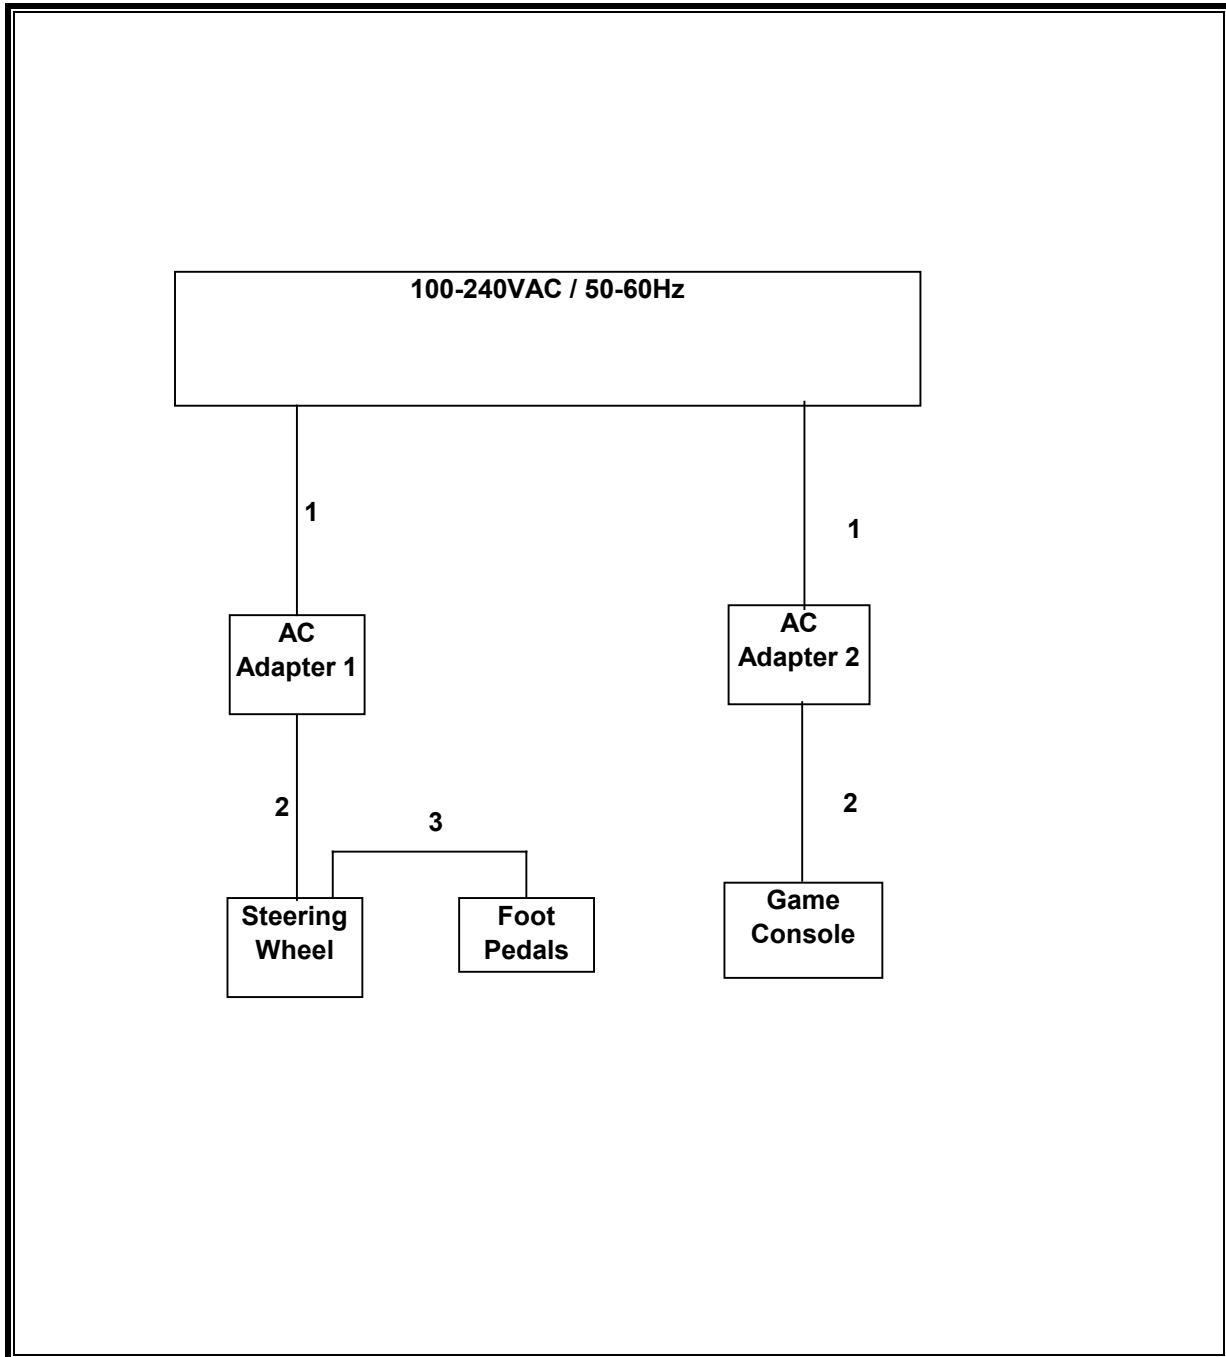 100-240VAC / 50-60Hz
1
1
AC
Adapter 1
AC
Adapter 2
2
3
2
Steering
Wheel
Foot
Pedals
Game
Console